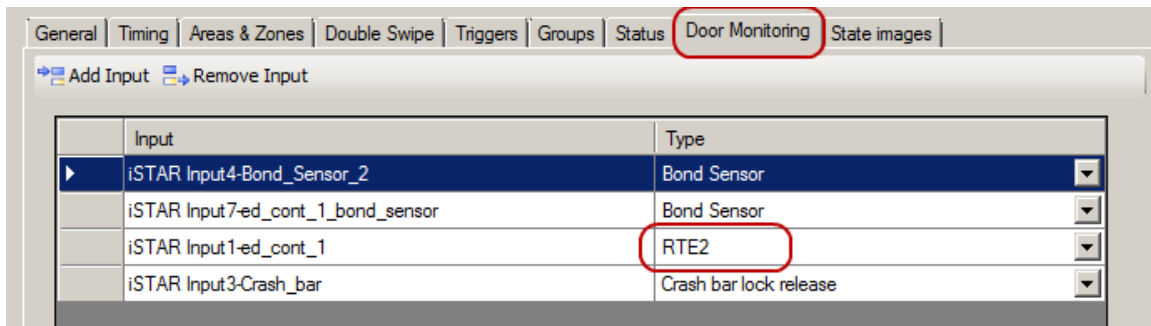 General Timing Areas & Zones Double Swipe Triggers Groups Status Door Monitoring State images
Add Input Remove Input
Input Type
iSTAR Input4-Bond_Sensor_2 Bond Sensor
iSTAR Input7-ed_cont_1_bond_sensor Bond Sensor
iSTAR Input1-ed_cont_1 RTE2
iSTAR Input3-Crash_bar Crash bar lock release